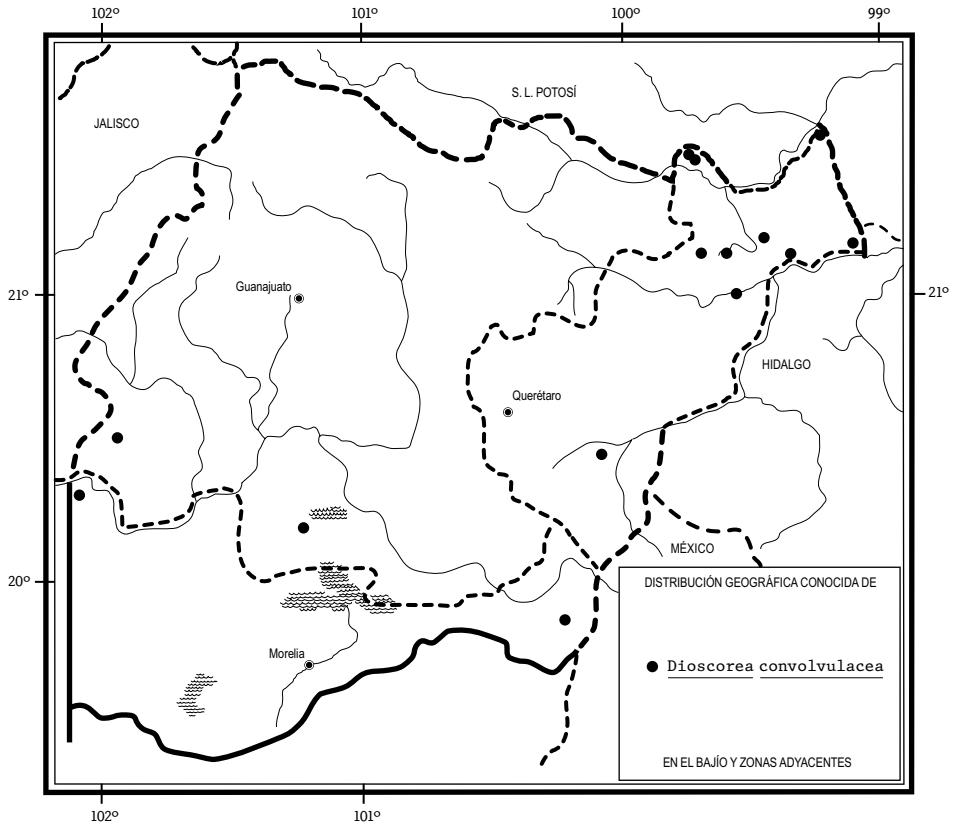 102º 101º 100º 99º
S. L. POTOSÍ
JALISCO
Guanajuato
21º 21º
HIDALGO
Querétaro
MÉXICO
20º
DISTRIBUCIÓN GEOGRÁFICA CONOCIDA DE
Morelia
Dioscorea convolvulacea
EN EL BAJÍO Y ZONAS ADYACENTES
102º 101º